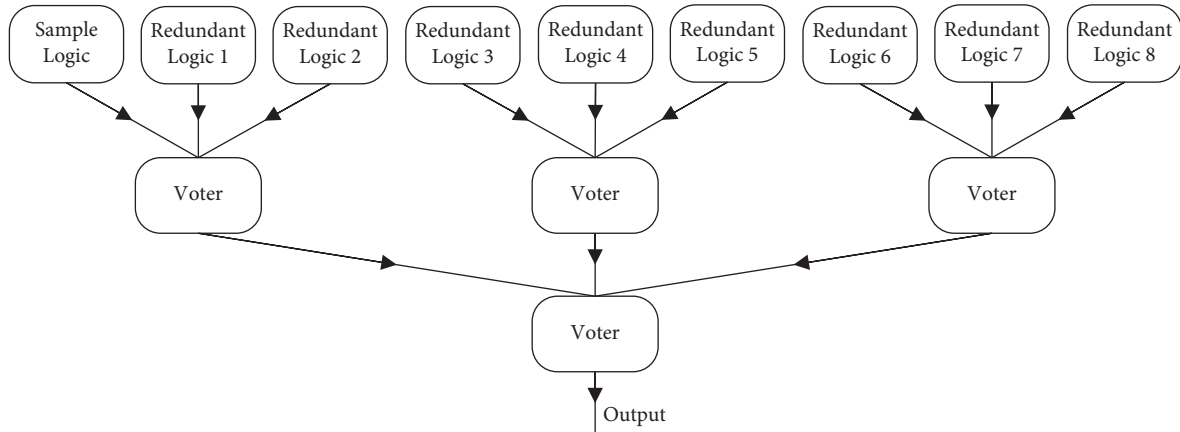 Sample
Logic
Redundant
Logic 1
Redundant
Logic 2
Redundant
Logic 3
Redundant
Logic 4
Redundant
Logic 5
Redundant
Logic 6
Redundant
Logic 7
Redundant
Logic 8
Voter
Voter
Voter
Voter
Output